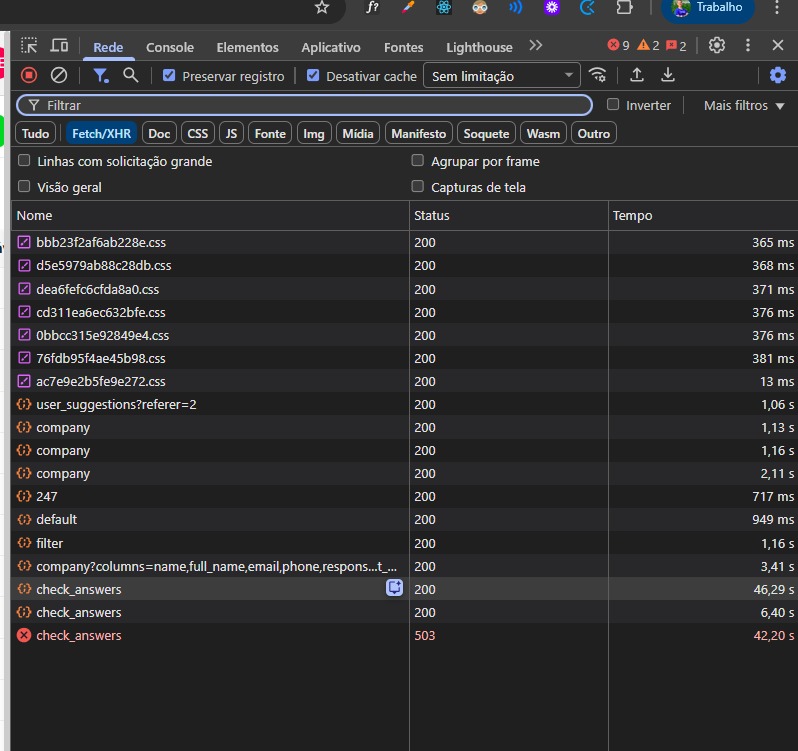 f?
Trabalho
Rede Console Elementos Aplicativo Fontes Lighthouse 9 2 2
Preservar registro Desativar cache Sem limitação
Filtrar Inverter Mais filtros
Tudo Fetch/XHR Doc CSS JS Fonte Img Mídia Manifesto Soquete Wasm Outro
Linhas com solicitação grande Agrupar por frame
Visão geral Capturas de tela
Nome Status Tempo
bbb23f2af6ab228e.css 200 365 ms
d5e5979ab88c28db.css 200 368 ms
dea6fefc6cfda8a0.css 200 371 ms
cd311ea6ec632bfe.css 200 376 ms
0bbcc315e92849e4.css 200 376 ms
76fdb95f4ae45b98.css 200 381 ms
ac7e9e2b5fe9e272.css 200 13 ms
user_suggestions?referer=2 200 1,06 s
company 200 1,13 s
company 200 1,16 s
company 200 2,11 s
247 200 717 ms
default 200 949 ms
filter 200 1,16 s
company?columns=name,full_name,email,phone,respons...t_... 200 3,41 s
check_answers 200 46,29 s
check_answers 200 6,40 s
check_answers 503 42,20 s